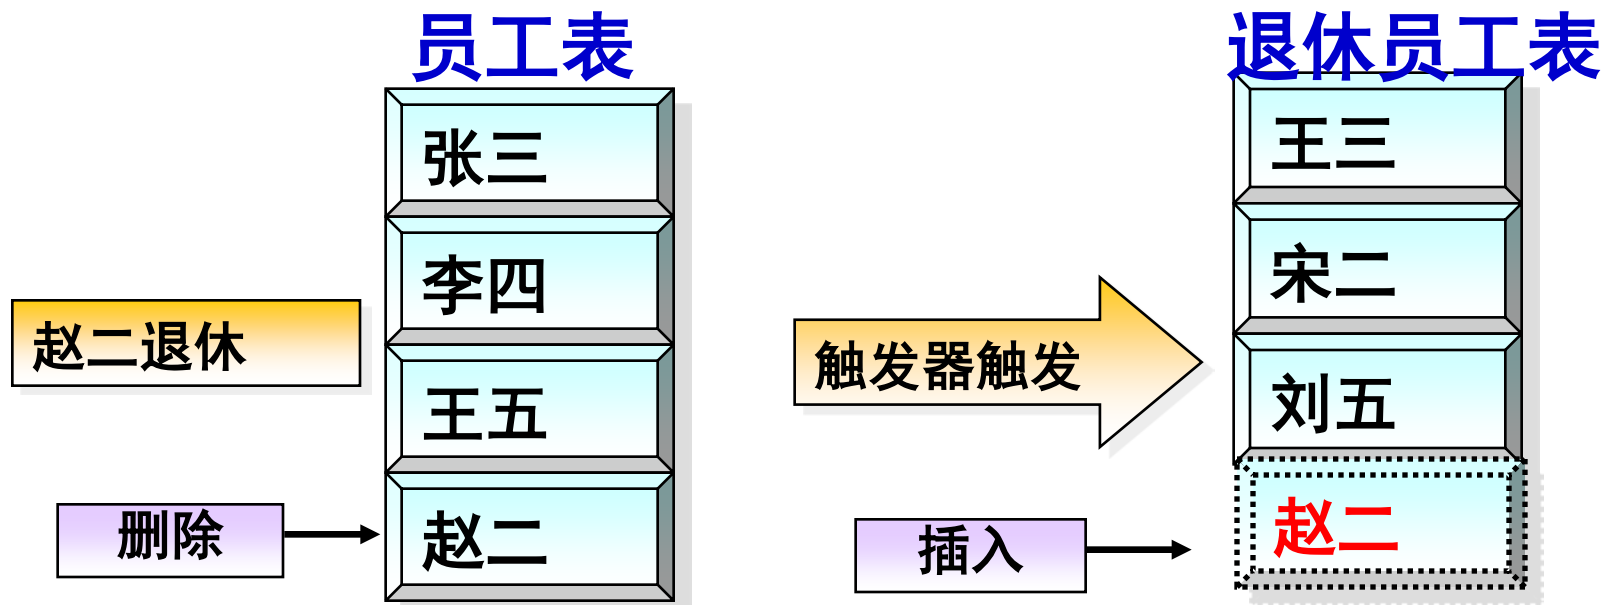 员工表
张三
李四
王五
赵二
赵二退休
删除
触发器触发
插入
退休员工表
王三
宋二
刘五
赵二